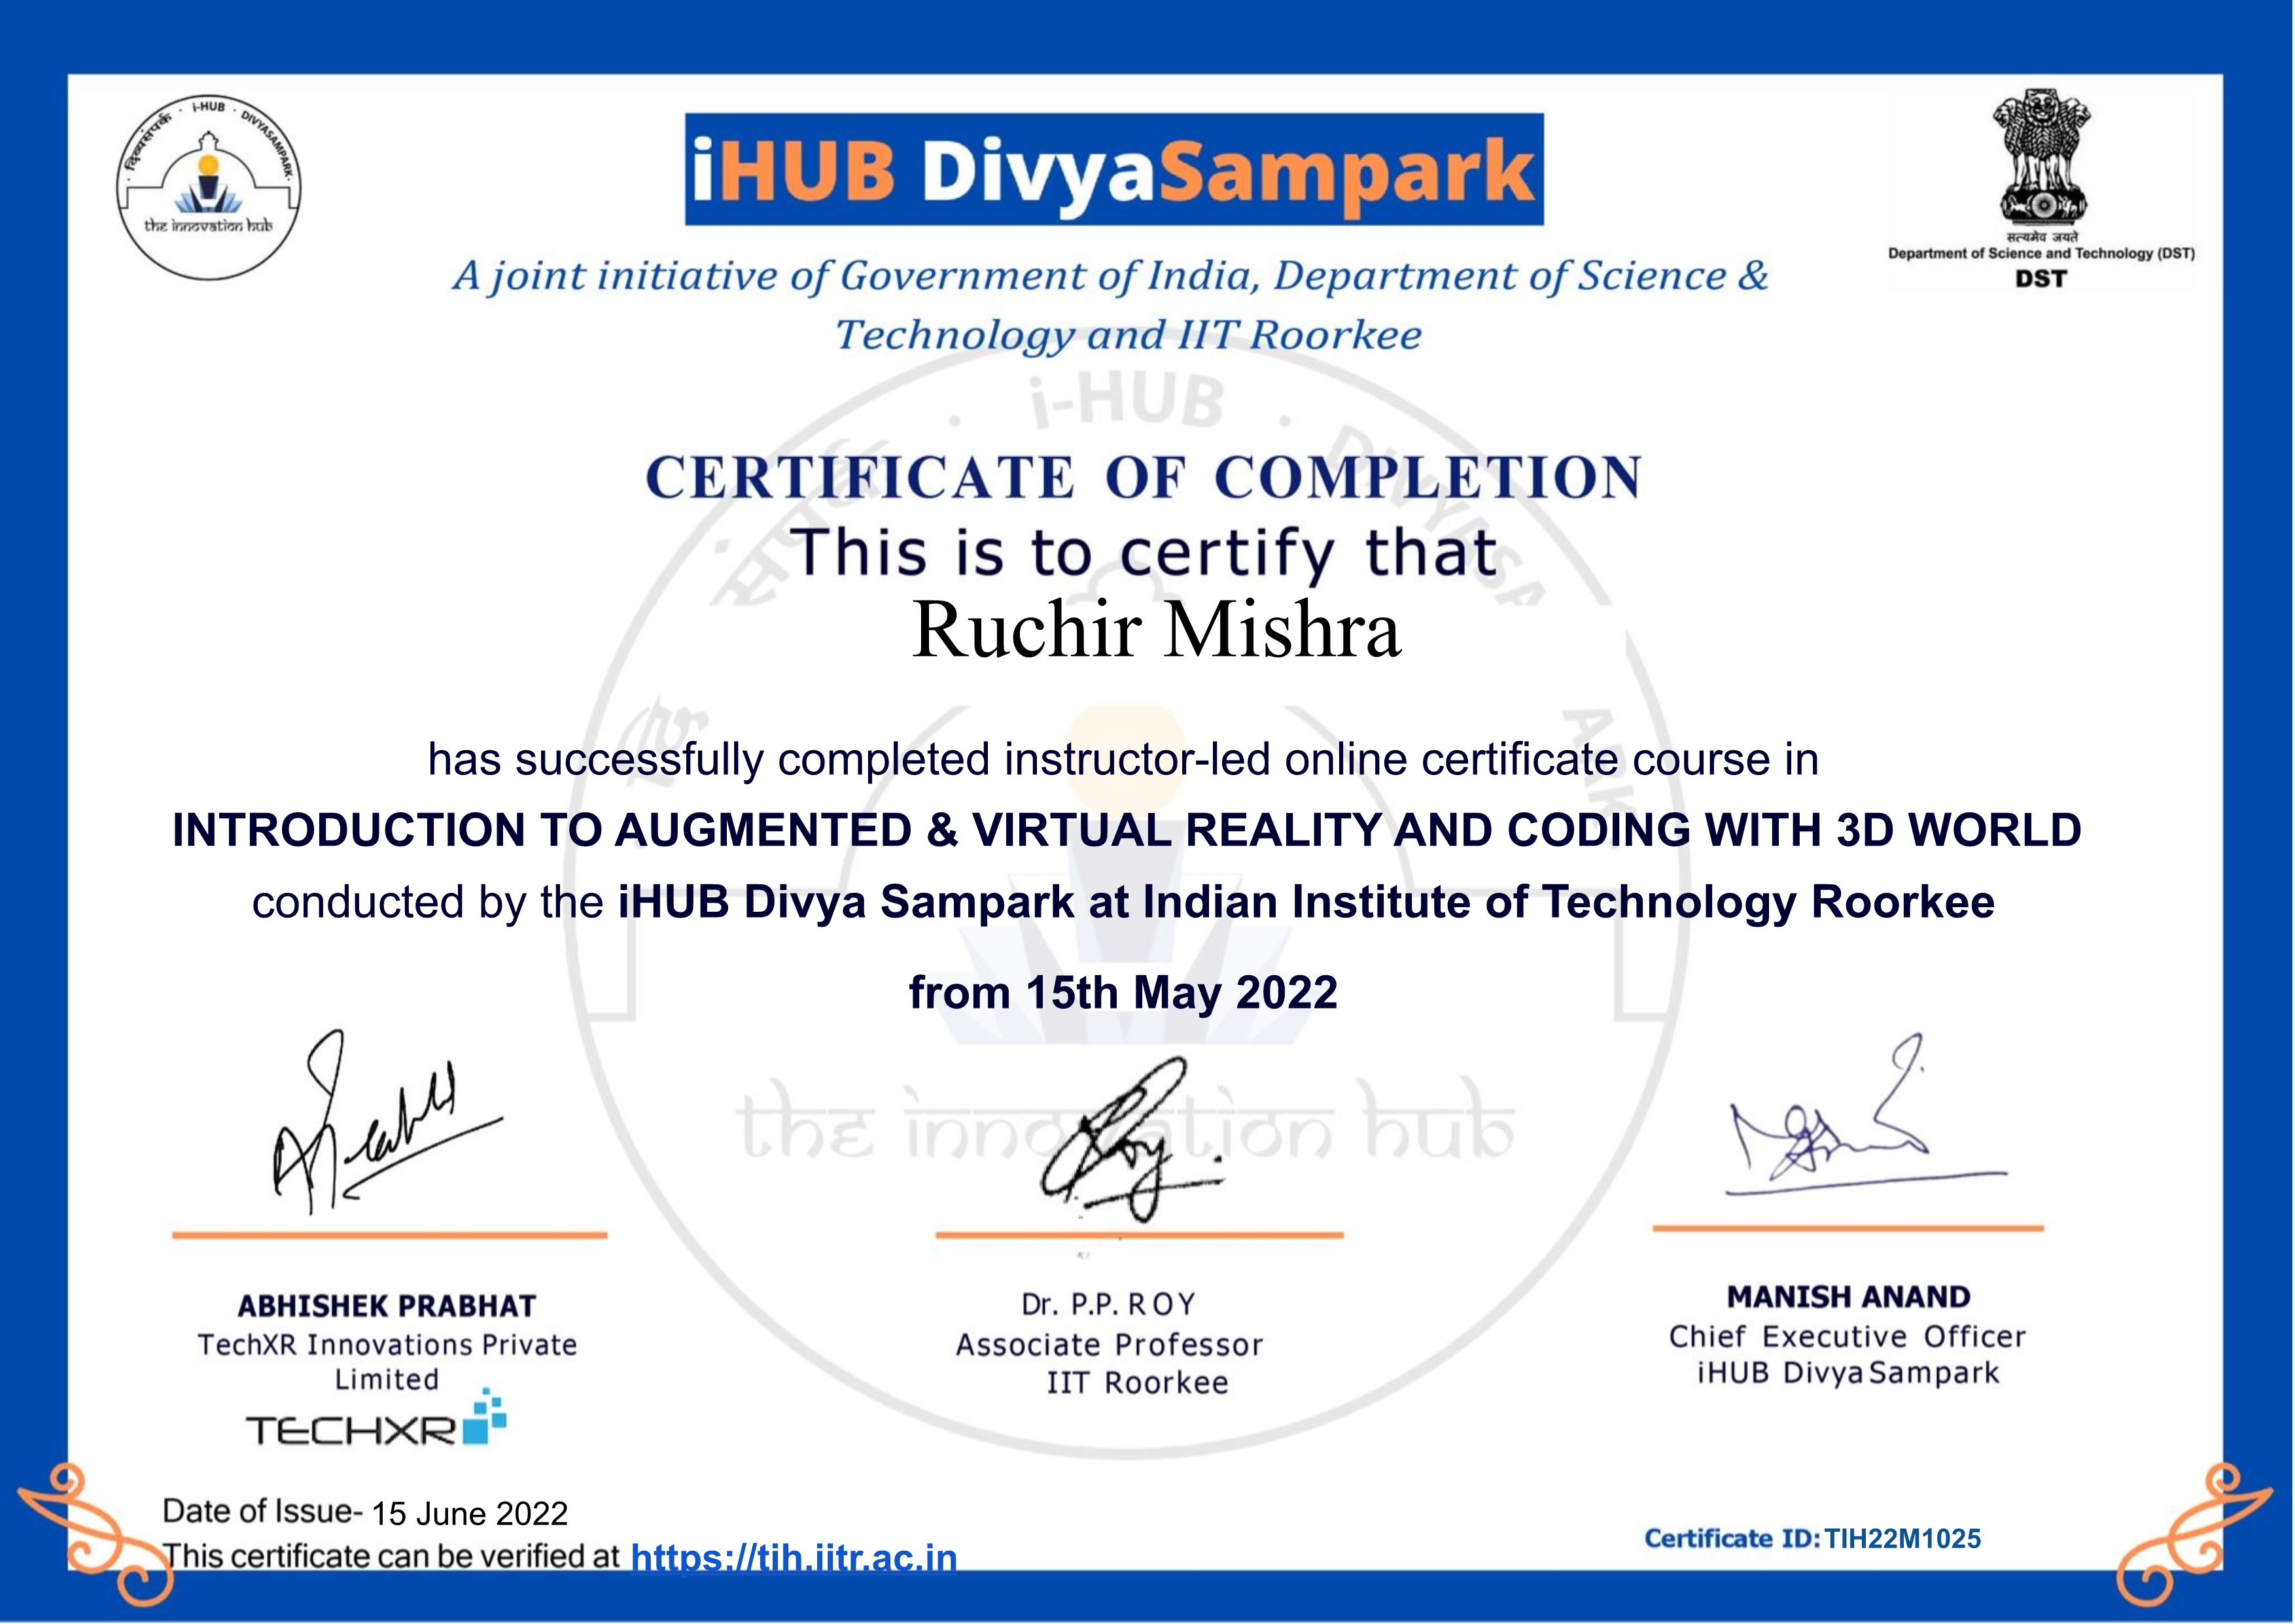 · दिव्यसंपर्क · i-HUB · DIVYASAMPARK·
the innovation hub
iHUB DivyaSampark
सत्यमेव जयते
Department of Science and Technology (DST)
DST
A joint initiative of Government of India, Department of Science &
Technology and IIT Roorkee
CERTIFICATE OF COMPLETION
This is to certify that
Ruchir Mishra
has successfully completed instructor-led online certificate course in
INTRODUCTION TO AUGMENTED & VIRTUAL REALITY AND CODING WITH 3D WORLD
conducted by the iHUB Divya Sampark at Indian Institute of Technology Roorkee
from 15th May 2022
the innovation hub
ABHISHEK PRABHAT
TechXR Innovations Private
Limited
TECHXR
Dr. P.P. ROY
Associate Professor
IIT Roorkee
MANISH ANAND
Chief Executive Officer
iHUB DivyaSampark
Date of Issue- 15 June 2022
This certificate can be verified at https://tih.iitr.ac.in
Certificate ID: TIH22M1025